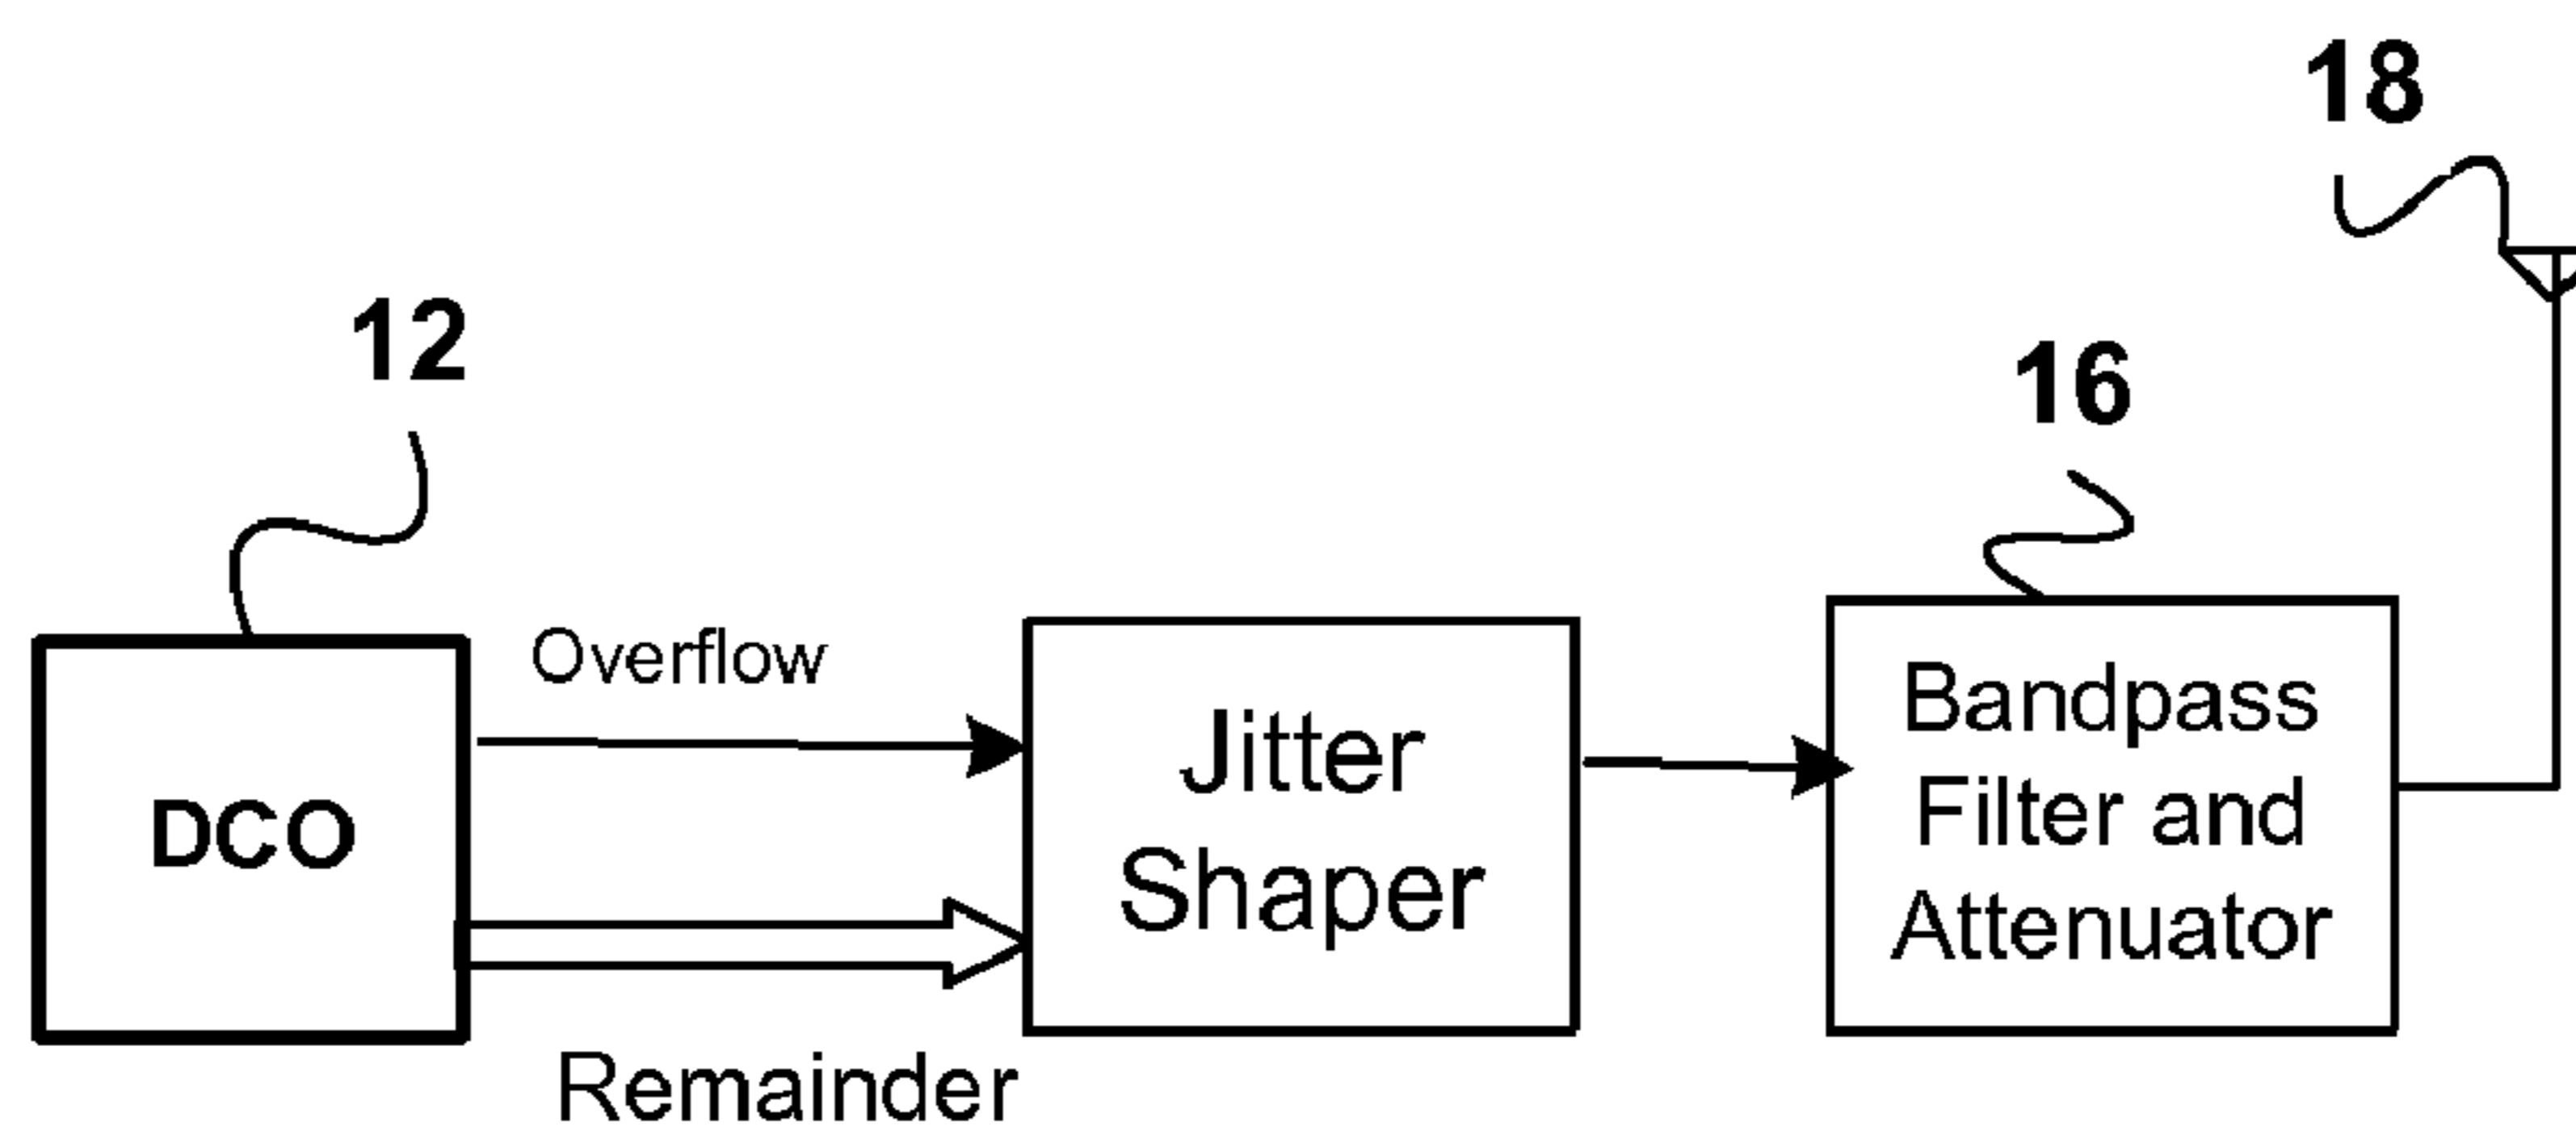 18
12
16
Overflow
DCO
Jitter
Shaper
Bandpass
Filter and
Attenuator
Remainder